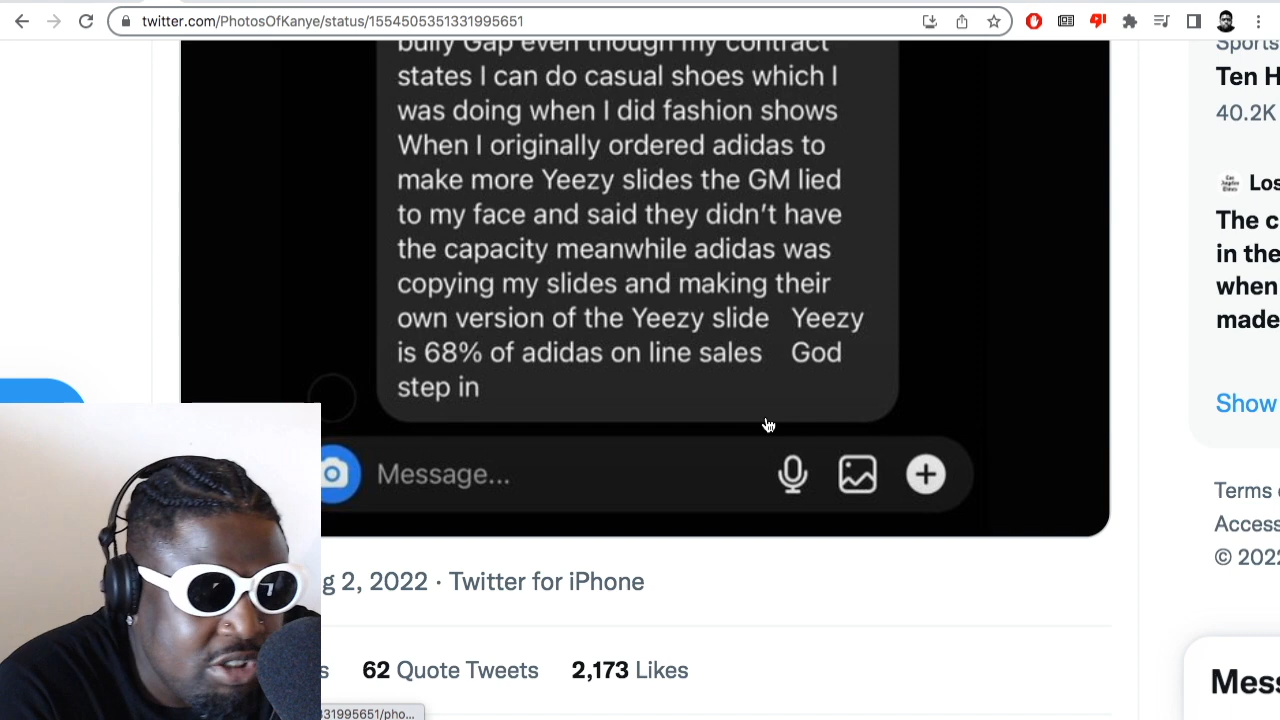 twitter.com/PhotosOfKanye/status/1554505351331995651
bully Gap even though my contract
states I can do casual shoes which I
was doing when I did fashion shows
When I originally ordered adidas to
make more Yeezy slides the GM lied
to my face and said they didn’t have
the capacity meanwhile adidas was
copying my slides and making their
own version of the Yeezy slide Yeezy
is 68% of adidas on line sales God
step in
Message...
g 2, 2022 · Twitter for iPhone
s 62 Quote Tweets 2,173 Likes
31995651/pho...
Sports
Ten H
40.2K
Los
The c
in the
when
made
Show
Terms
Access
© 2022
Mess